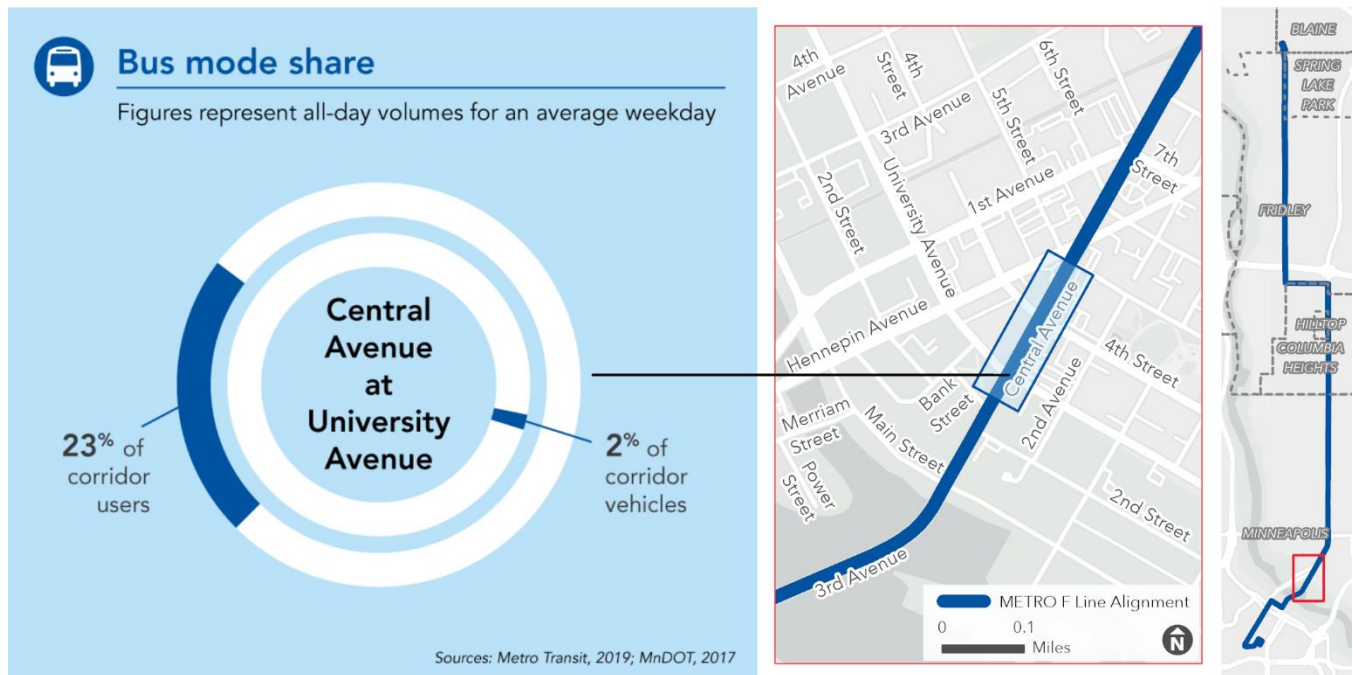 Bus mode share
Figures represent all-day volumes for an average weekday
Central
Avenue
at
University
Avenue
23% of
corridor
users
2% of
corridor
vehicles
Sources: Metro Transit, 2019; MnDOT, 2017
4th
Avenue
4th
Street
6th Street
3rd Avenue
5th Street
2nd Street
University Avenue
1st Avenue
7th
Street
Hennepin Avenue
Central Avenue
4th Street
Bank
Street
2nd Avenue
Merriam
Street
Main Street
Power
Street
2nd Street
3rd Avenue
METRO F Line Alignment
0 0.1
Miles
N
BLAINE
SPRING
LAKE
PARK
FRIDLEY
HILLTOP
COLUMBIA
HEIGHTS
MINNEAPOLIS